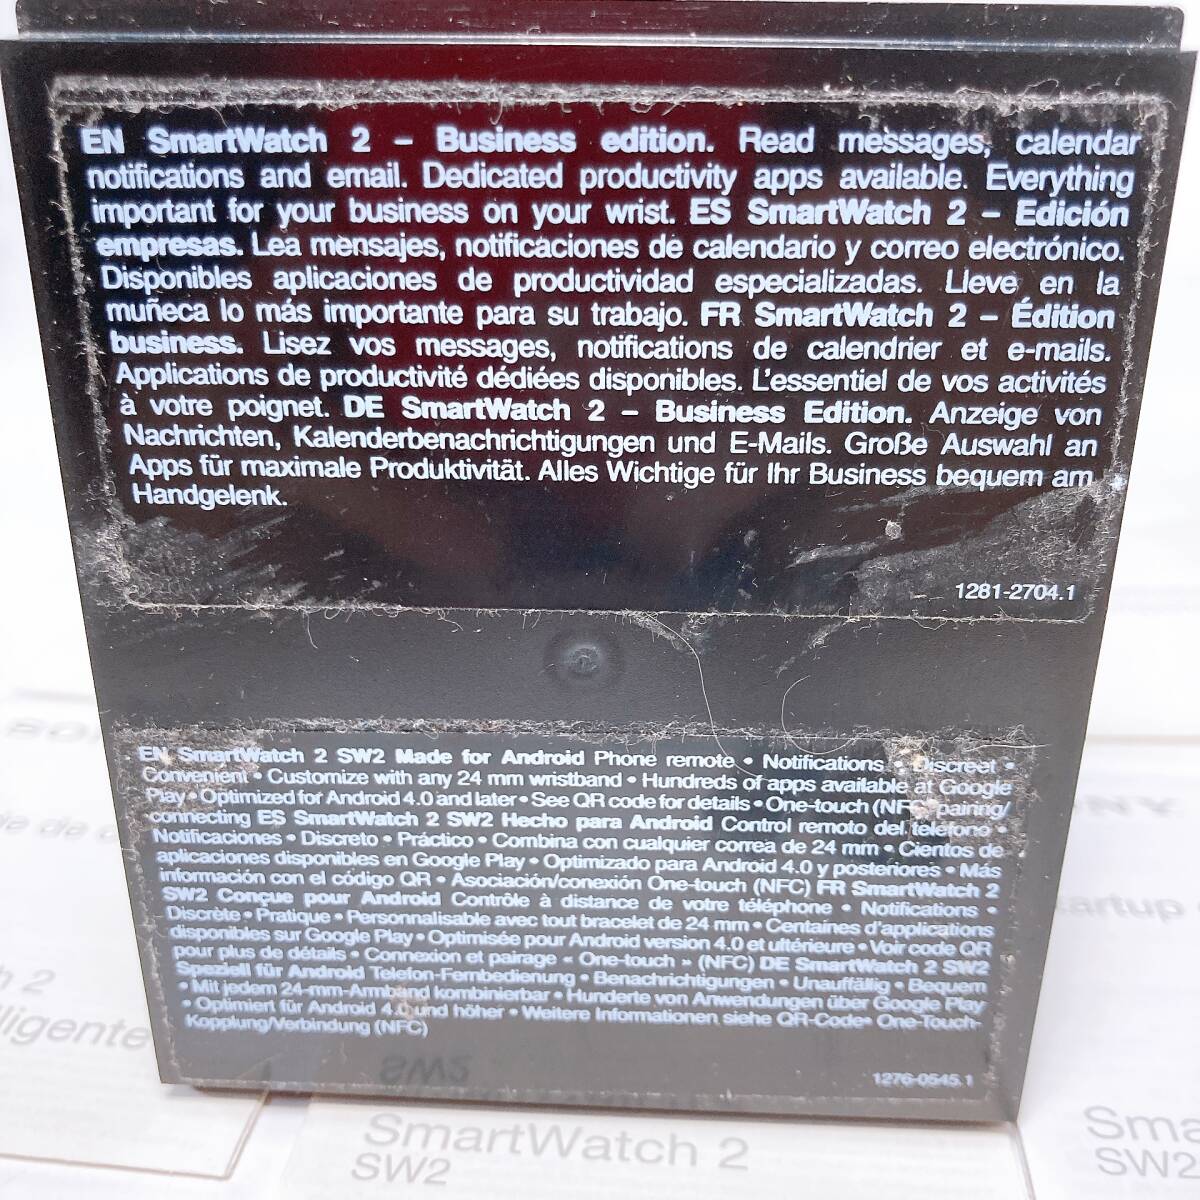 EN SmartWatch 2 – Business edition. Read messages, calendar
notifications and email. Dedicated productivity apps available. Everything
important for your business on your wrist. ES SmartWatch 2 – Edición
empresas. Lea mensajes, notificaciones de calendario y correo electrónico.
Disponibles aplicaciones de productividad especializadas. Lleve en la
muñeca lo más importante para su trabajo. FR SmartWatch 2 – Édition
business. Lisez vos messages, notifications de calendrier et e-mails.
Applications de productivité dédiées disponibles. L'essentiel de vos activités
à votre poignet. DE SmartWatch 2 – Business Edition. Anzeige von
Nachrichten, Kalenderbenachrichtigungen und E-Mails. Große Auswahl an
Apps für maximale Produktivität. Alles Wichtige für Ihr Business bequem am
Handgelenk.
1281-2704.1
EN SmartWatch 2 SW2 Made for Android Phone remote • Notifications • Discreet •
Convenient • Customize with any 24 mm wristband • Hundreds of apps available at Google
Play • Optimized for Android 4.0 and later • See QR code for details • One-touch (NFC) pairing/
connecting ES SmartWatch 2 SW2 Hecho para Android Control remoto del teléfono •
Notificaciones • Discreto • Práctico • Combina con cualquier correa de 24 mm • Cientos de
aplicaciones disponibles en Google Play • Optimizado para Android 4.0 y posteriores • Más
información con el código QR • Asociación/conexión One-touch (NFC) FR SmartWatch 2
SW2 Conçue pour Android Contrôle à distance de votre téléphone • Notifications •
Discrète • Pratique • Personnalisable avec tout bracelet de 24 mm • Centaines d'applications
disponibles sur Google Play • Optimisée pour Android version 4.0 et ultérieure • Voir code QR
pour plus de détails • Connexion et pairage « One-touch » (NFC) DE SmartWatch 2 SW2
Speziell für Android Telefon-Fernbedienung • Benachrichtigungen • Unauffällig • Bequem
• Mit jedem 24-mm-Armband kombinierbar • Hunderte von Anwendungen über Google Play
• Optimiert für Android 4.0 und höher • Weitere Informationen siehe QR-Code• One-Touch-
Kopplung/Verbindung (NFC)
1276-0545.1
SW2
SmartWatch 2
SW2
SW2